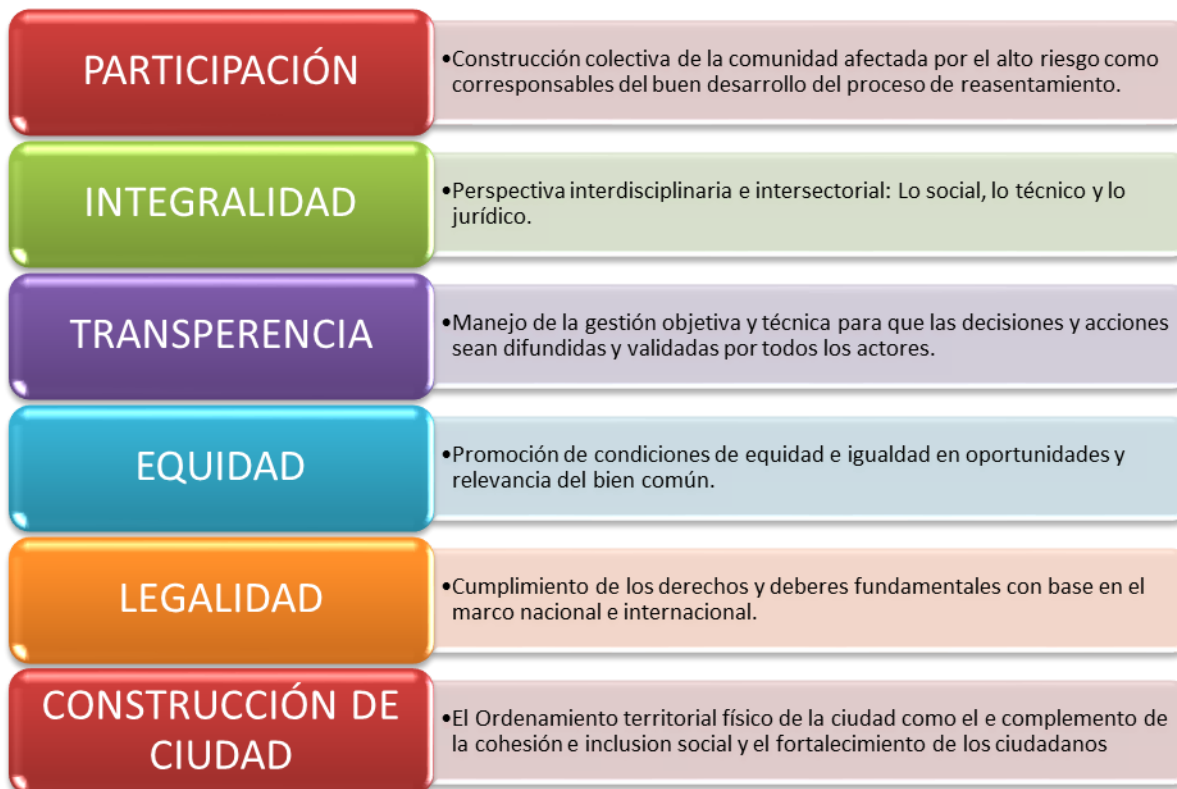 PARTICIPACIÓN
•Construcción colectiva de la comunidad afectada por el alto riesgo como
corresponsables del buen desarrollo del proceso de reasentamiento.
INTEGRALIDAD
•Perspectiva interdisciplinaria e intersectorial: Lo social, lo técnico y lo
jurídico.
TRANSPERENCIA
•Manejo de la gestión objetiva y técnica para que las decisiones y acciones
sean difundidas y validadas por todos los actores.
EQUIDAD
•Promoción de condiciones de equidad e igualdad en oportunidades y
relevancia del bien común.
LEGALIDAD
•Cumplimiento de los derechos y deberes fundamentales con base en el
marco nacional e internacional.
CONSTRUCCIÓN DE
CIUDAD
•El Ordenamiento territorial físico de la ciudad como el e complemento de
la cohesión e inclusion social y el fortalecimiento de los ciudadanos